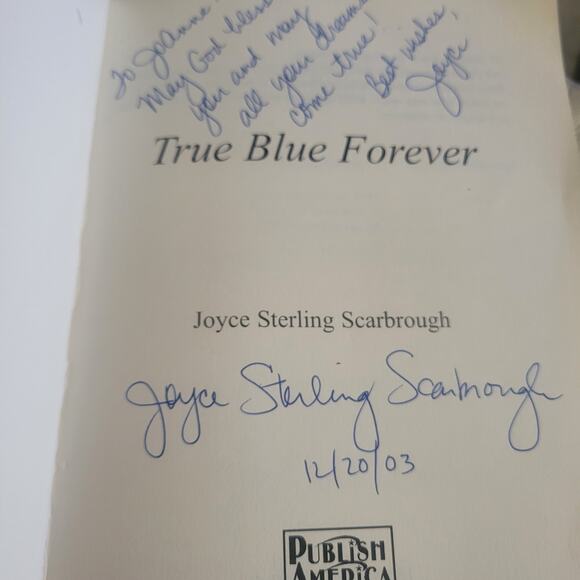 To JoAnne,
May God bless
you and may
all your dreams
come true!
Best wishes,
Joyce
True Blue Forever
Joyce Sterling Scarbrough
Joyce Sterling Scarbrough
12/20/03
PUBLISH
AMERICA